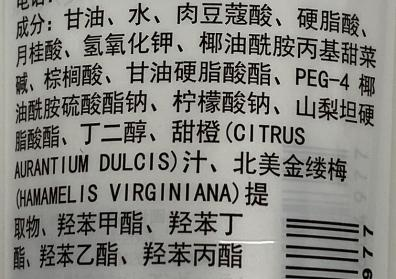 成分：甘油、水、肉豆蔻酸、硬脂酸、
月桂酸、氢氧化钾、椰油酰胺丙基甜菜
碱、棕榈酸、甘油硬脂酸酯、PEG-4 椰
油酰胺硫酸酯钠、柠檬酸钠、山梨坦硬
脂酸酯、丁二醇、甜橙(CITRUS
AURANTIUM DULCIS)汁、北美金缕梅
(HAMAMELIS VIRGINIANA)提
取物、羟苯甲酯、羟苯丁
酯、羟苯乙酯、羟苯丙酯